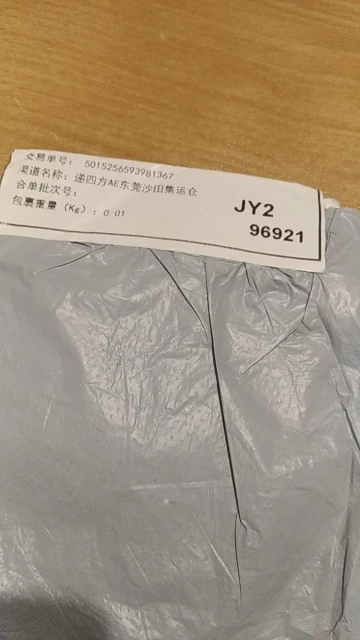 交易单号: 5015256593981367
渠道名称: 递四方AE东莞沙田集运仓
合单批次号:
包裹重量 (Kg) : 0.01
JY2
96921